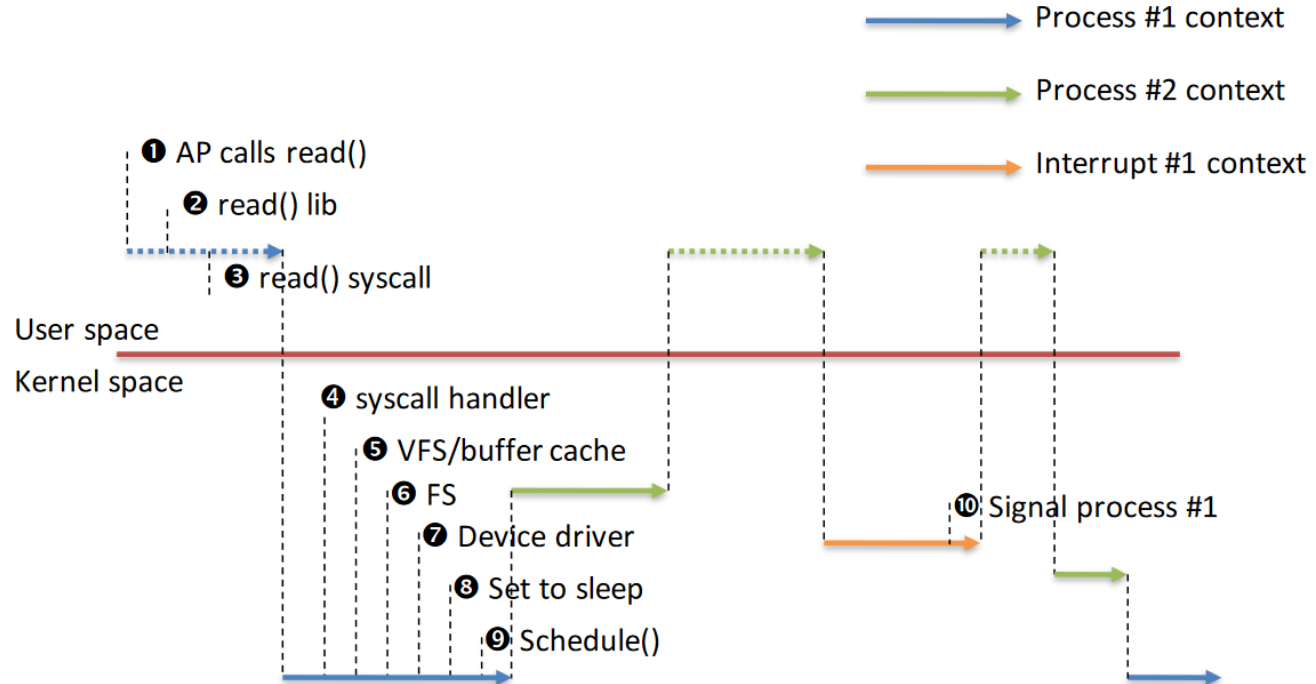 Process #1 context
Process #2 context
Interrupt #1 context
❶ AP calls read()
❷ read() lib
❸ read() syscall
User space
Kernel space
❹ syscall handler
❺ VFS/buffer cache
❻ FS
❼ Device driver
❽ Set to sleep
❾ Schedule()
❿ Signal process #1